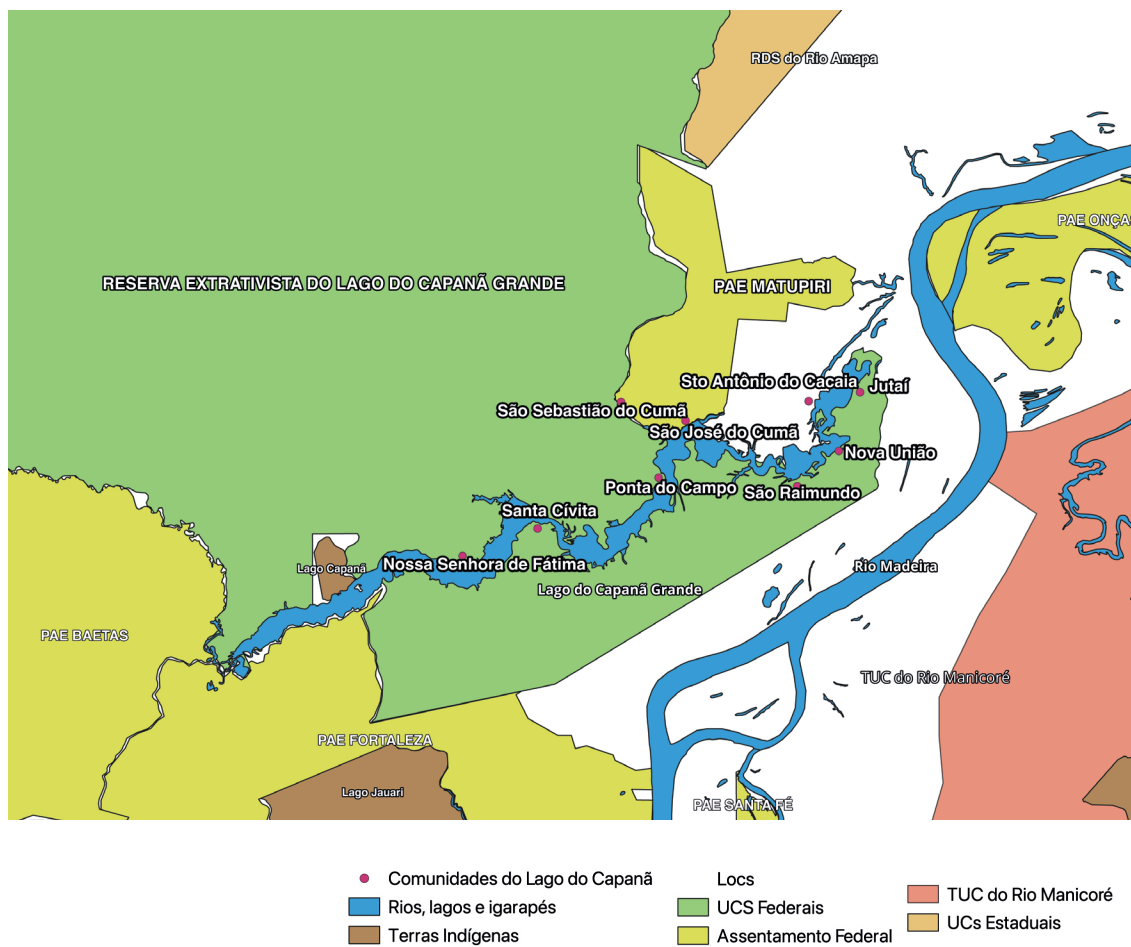 RDS do Rio Amapa
PAE ONÇAS
RESERVA EXTRATIVISTA DO LAGO DO CAPANÃ GRANDE
PAE MATUPIRI
Sto Antônio do Cacaia
Jutaí
São Sebastião do Cumã
São José do Cumã
Nova União
Ponta do Campo
São Raimundo
Santa Cívita
Nossa Senhora de Fátima
Lago Capanã
Rio Madeira
Lago do Capanã Grande
PAE BAETAS
TUC do Rio Manicoré
PAE FORTALEZA
Lago Jauari
PAE SANTA FÉ
Comunidades do Lago do Capanã
Rios, lagos e igarapés
Terras Indígenas
Locs
UCS Federais
Assentamento Federal
TUC do Rio Manicoré
UCs Estaduais